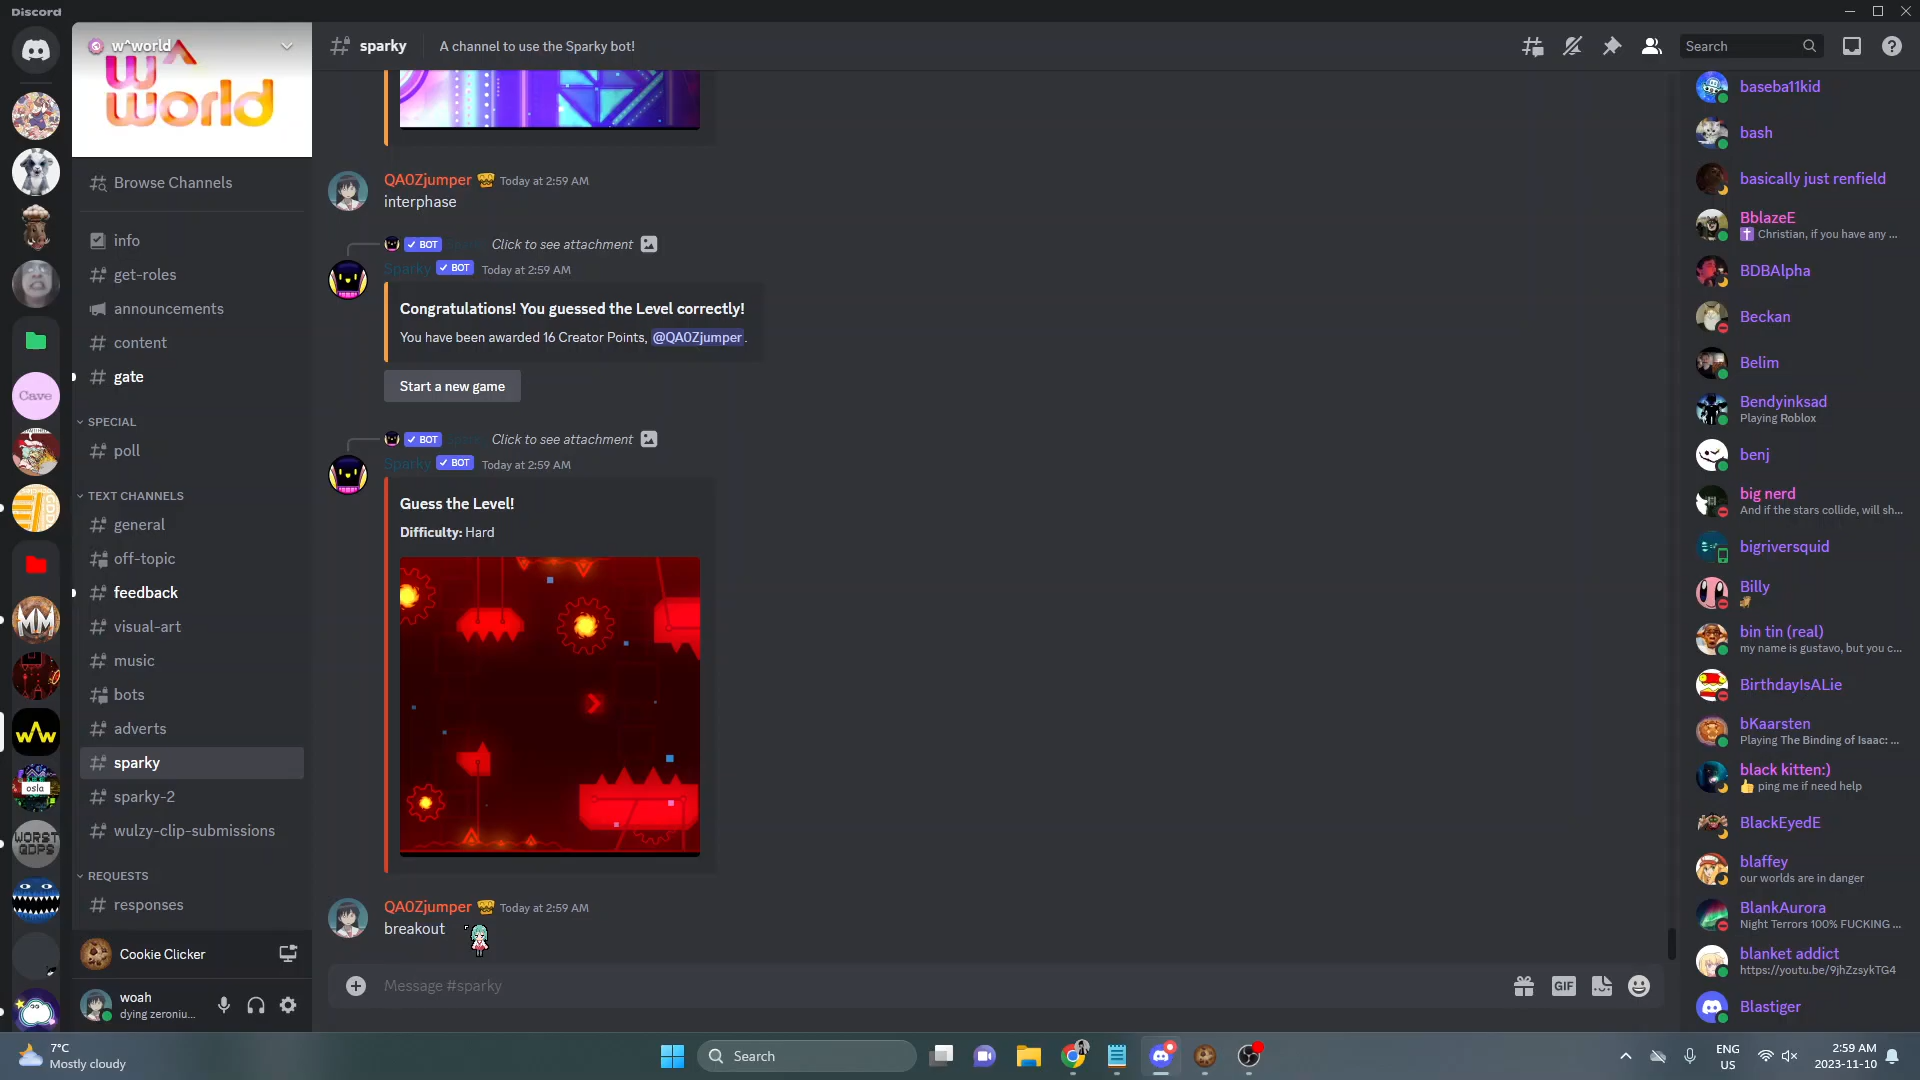 Discord
w^world
w^
world
Browse Channels
info
get-roles
announcements
content
gate
SPECIAL
poll
TEXT CHANNELS
general
off-topic
feedback
visual-art
music
bots
adverts
sparky
sparky-2
wulzy-clip-submissions
REQUESTS
responses
Cookie Clicker
woah
dying zeroniu...
Cave
MM
osla
WORST
GDPS
sparky
A channel to use the Sparky bot!
Search
QA0Zjumper Today at 2:59 AM
interphase
BOT Click to see attachment
Sparky BOT Today at 2:59 AM
Congratulations! You guessed the Level correctly!
You have been awarded 16 Creator Points, @QA0Zjumper.
Start a new game
BOT Click to see attachment
Sparky BOT Today at 2:59 AM
Guess the Level!
Difficulty: Hard
QA0Zjumper Today at 2:59 AM
breakout
Message #sparky
GIF
baseba11kid
bash
basically just renfield
BblazeE
Christian, if you have any ...
BDBAlpha
Beckan
Belim
Bendyinksad
Playing Roblox
benj
big nerd
And if the stars collide, will sh...
bigriversquid
Billy
bin tin (real)
my name is gustavo, but you c...
BirthdayIsALie
bKaarsten
Playing The Binding of Isaac: ...
black kitten:)
ping me if need help
BlackEyedE
blaffey
our worlds are in danger
BlankAurora
Night Terrors 100% FUCKING ...
blanket addict
https://youtu.be/9jhZzsykTG4
Blastiger
7°C
Mostly cloudy
Search
ENG
US
2:59 AM
2023-11-10